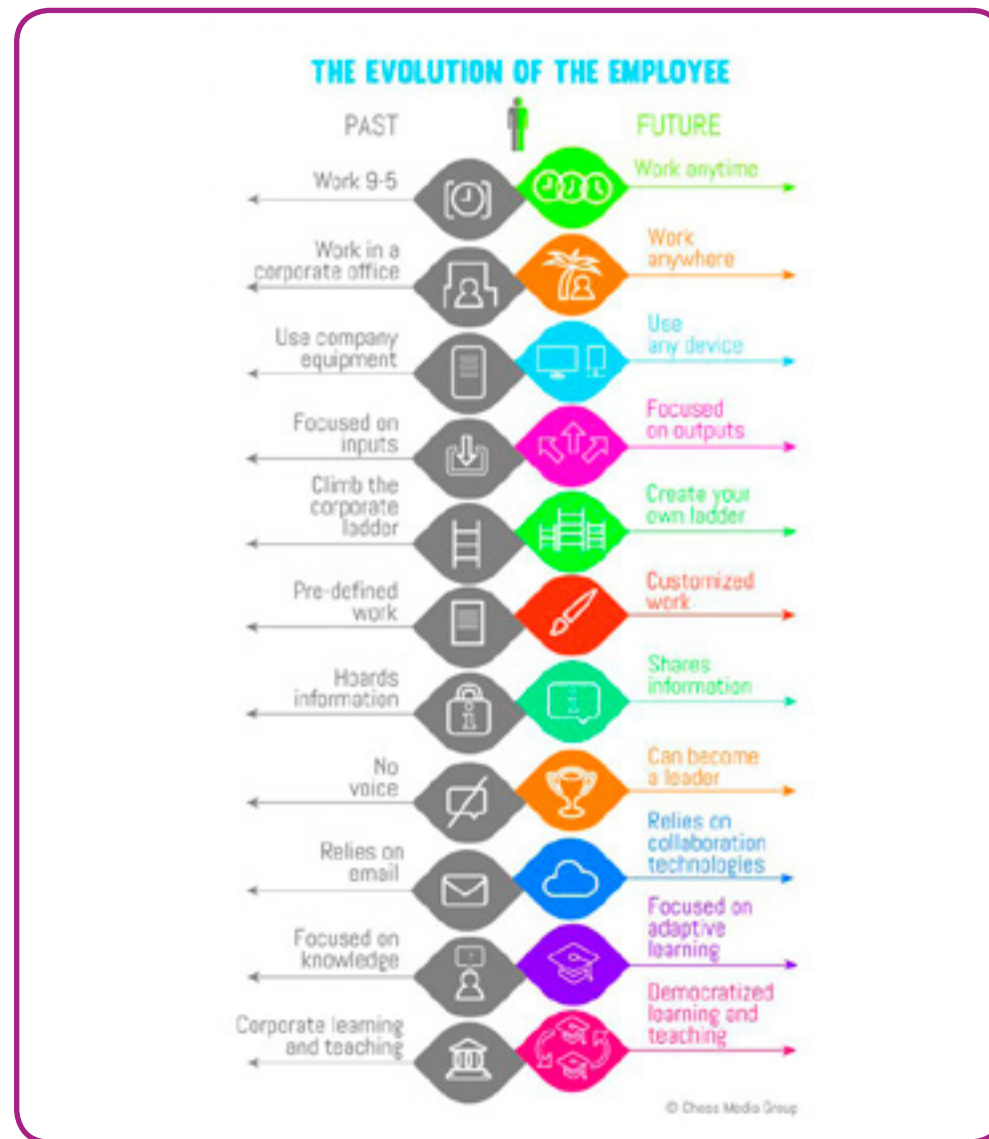 THE EVOLUTION OF THE EMPLOYEE
PAST
FUTURE
Work 9-5
Work anytime
Work in a
corporate office
Work
anywhere
Use company
equipment
Use
any device
Focused on
inputs
Focused
on outputs
Climb the
corporate
ladder
Create your
own ladder
Pre-defined
work
Customized
work
Hoards
information
Shares
information
No
voice
Can become
a leader
Relies on
email
Relies on
collaboration
technologies
Focused on
knowledge
Focused on
adaptive
learning
Corporate learning
and teaching
Democratized
learning and
teaching
© Chess Media Group